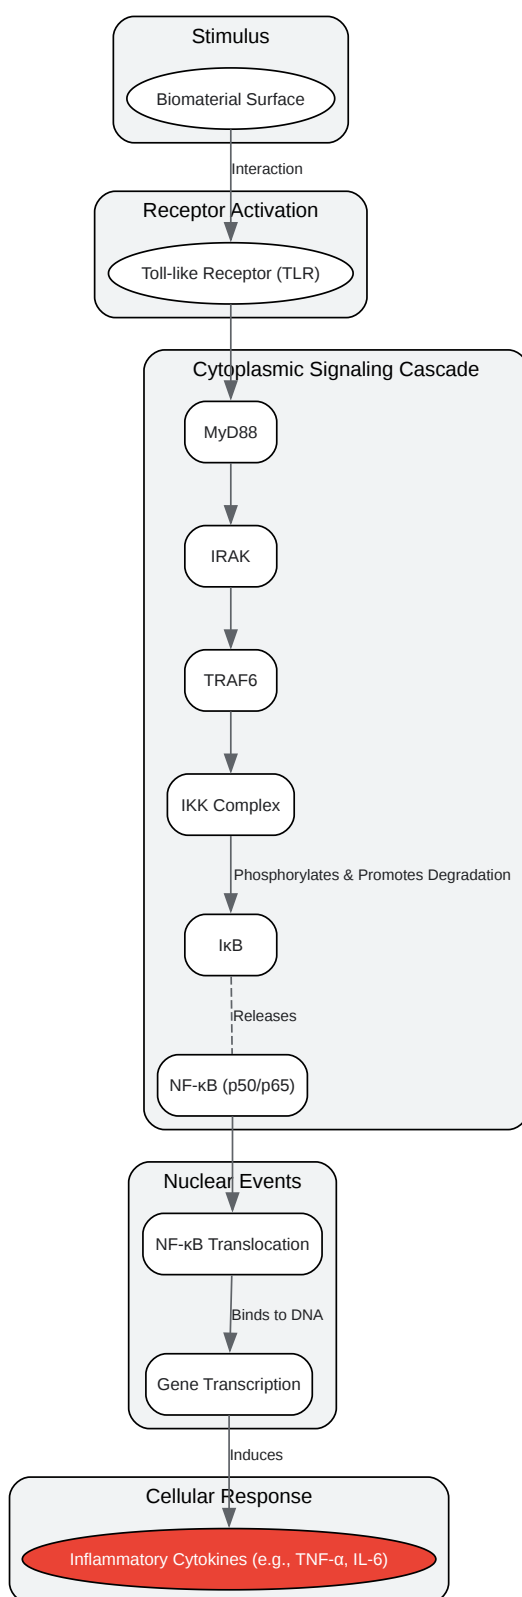 Stimulus
Biomaterial Surface
Interaction
Receptor Activation
Toll-like Receptor (TLR)
Cytoplasmic Signaling Cascade
MyD88
IRAK
TRAF6
IKK Complex
Phosphorylates & Promotes Degradation
IκB
Releases
NF-κB (p50/p65)
Nuclear Events
NF-κB Translocation
Binds to DNA
Gene Transcription
Induces
Cellular Response
Inflammatory Cytokines (e.g., TNF-α, IL-6)